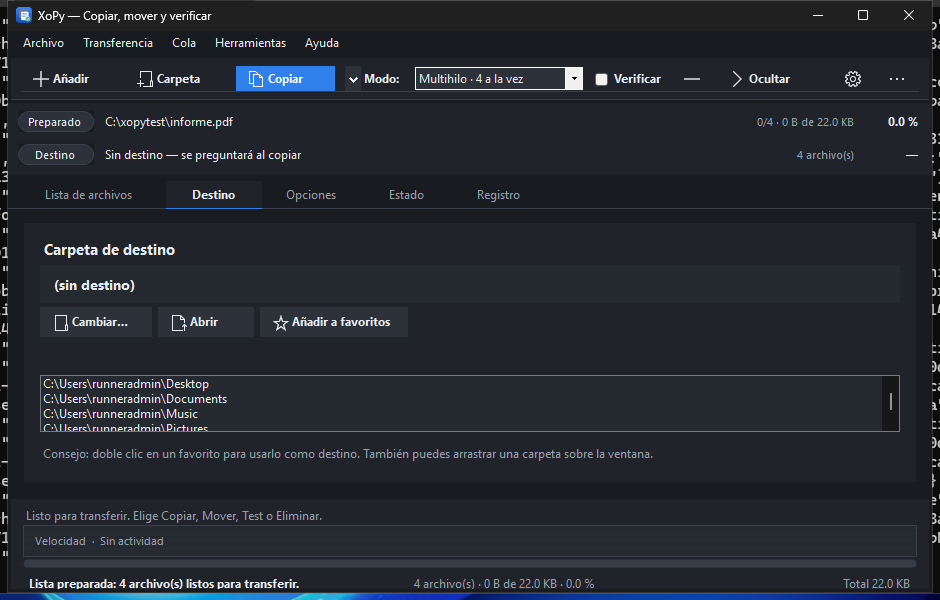 XoPy — Copiar, mover y verificar
Archivo Transferencia Cola Herramientas Ayuda
Añadir Carpeta Copiar Modo: Multihilo · 4 a la vez Verificar Ocultar
Preparado C:\xopytest\informe.pdf 0/4 · 0 B de 22.0 KB 0.0 %
Destino Sin destino — se preguntará al copiar 4 archivo(s) —
Lista de archivos Destino Opciones Estado Registro
Carpeta de destino
(sin destino)
Cambiar... Abrir Añadir a favoritos
C:\Users\runneradmin\Desktop
C:\Users\runneradmin\Documents
C:\Users\runneradmin\Music
C:\Users\runneradmin\Pictures
Consejo: doble clic en un favorito para usarlo como destino. También puedes arrastrar una carpeta sobre la ventana.
Listo para transferir. Elige Copiar, Mover, Test o Eliminar.
Velocidad · Sin actividad
Lista preparada: 4 archivo(s) listos para transferir. 4 archivo(s) · 0 B de 22.0 KB · 0.0 % Total 22.0 KB